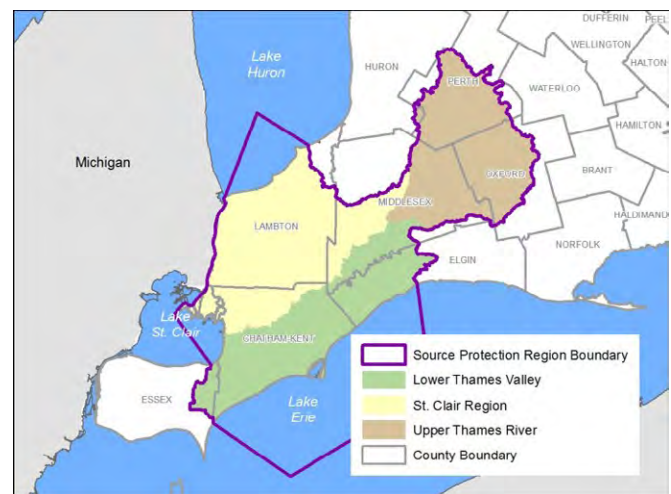 DUFFERIN
PEEL
Lake
Huron
HURON
WELLINGTON
HALTON
PERTH
WATERLOO
Michigan
HAMILTON
OXFORD
BRANT
MIDDLESEX
LAMBTON
HALDIMAND
NORFOLK
ELGIN
Lake
St. Clair
CHATHAM-KENT
ESSEX
Lake
Erie
Source Protection Region Boundary
Lower Thames Valley
St. Clair Region
Upper Thames River
County Boundary